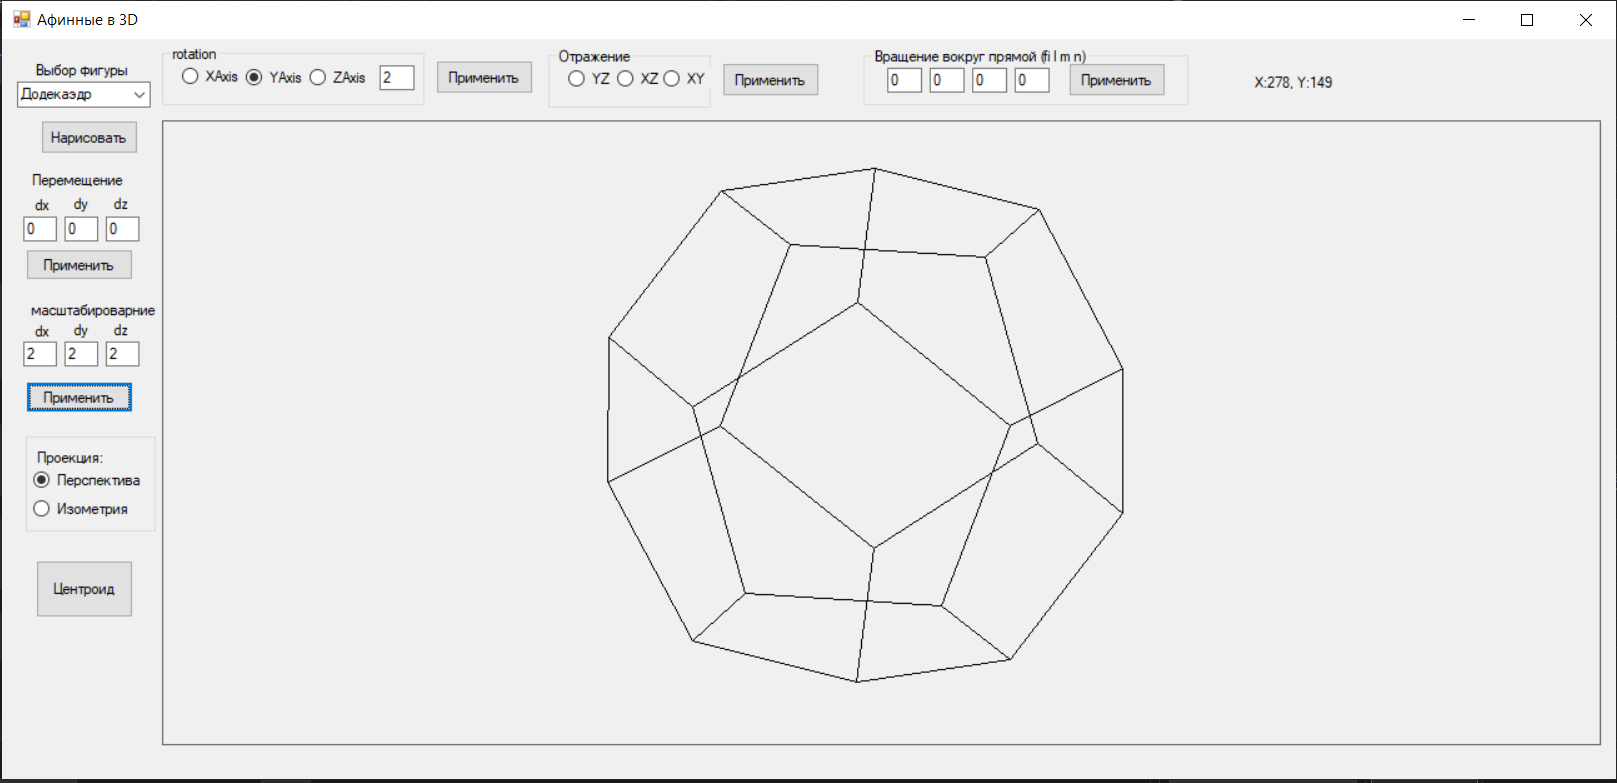 Афинные в 3D
Выбор фигуры
Додекаэдр
Нарисовать
Перемещение
dx dy dz
0 0 0
Применить
масштабироварние
dx dy dz
2 2 2
Применить
Проекция:
Перспектива
Изометрия
Центроид
rotation
XAxis YAxis ZAxis 2
Применить
Отражение
YZ XZ XY
Применить
Вращение вокруг прямой (fi l m n)
0 0 0 0
Применить
X:278, Y:149